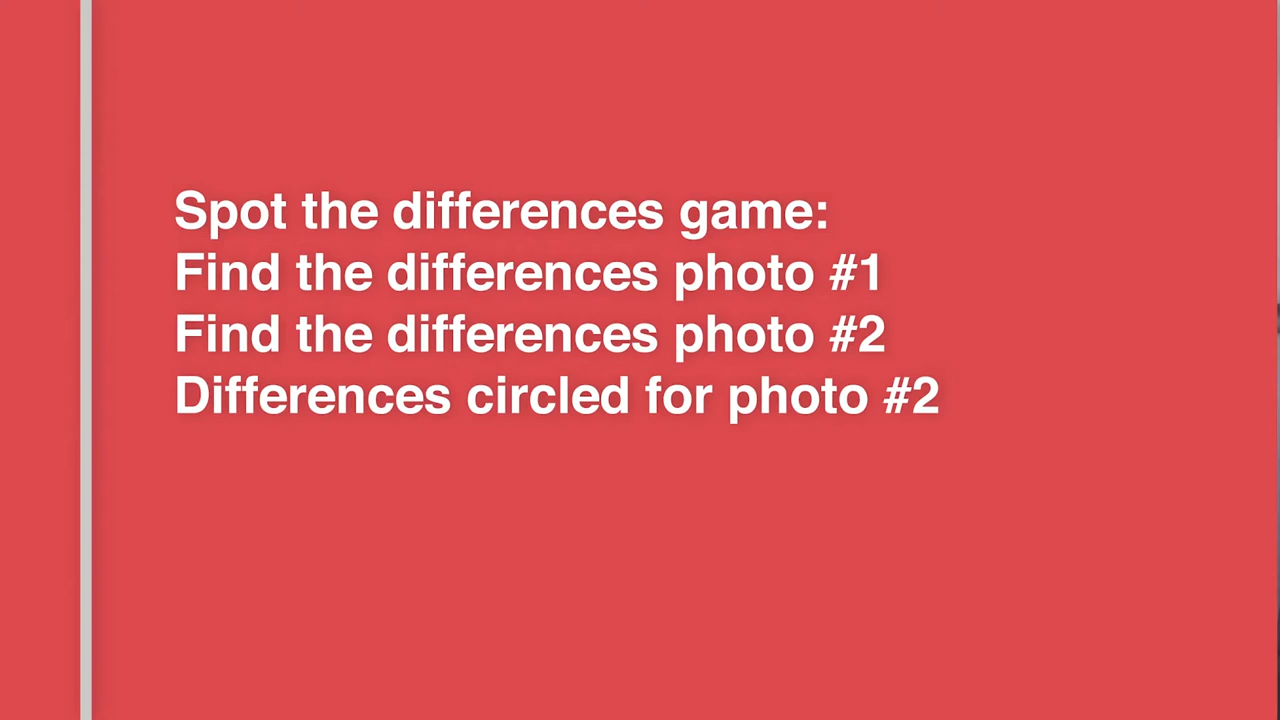 Spot the differences game:
Find the differences photo #1
Find the differences photo #2
Differences circled for photo #2